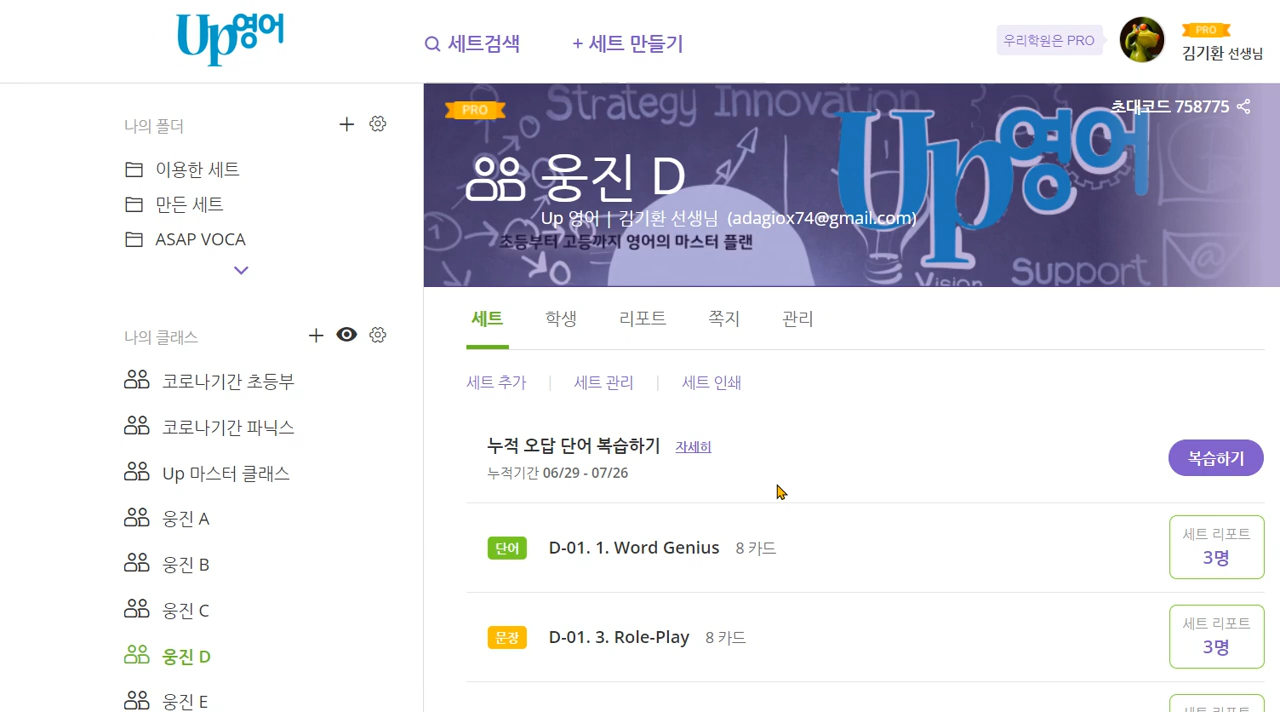 Up영어
세트검색
+ 세트 만들기
우리학원은 PRO
PRO
김기환 선생님
나의 폴더
이용한 세트
만든 세트
ASAP VOCA
나의 클래스
코로나기간 초등부
코로나기간 파닉스
Up 마스터 클래스
웅진 A
웅진 B
웅진 C
웅진 D
웅진 E
PRO
Strategy Innovation
초대코드 758775
Up영어
웅진 D
Up 영어 | 김기환 선생님 (adagiox74@gmail.com)
초등부터 고등까지 영어의 마스터 플랜
Support
Vision
세트
학생
리포트
쪽지
관리
세트 추가 | 세트 관리 | 세트 인쇄
누적 오답 단어 복습하기 자세히
누적기간 06/29 - 07/26
복습하기
단어 D-01. 1. Word Genius 8 카드
세트 리포트
3명
문장 D-01. 3. Role-Play 8 카드
세트 리포트
3명
세트 리포트